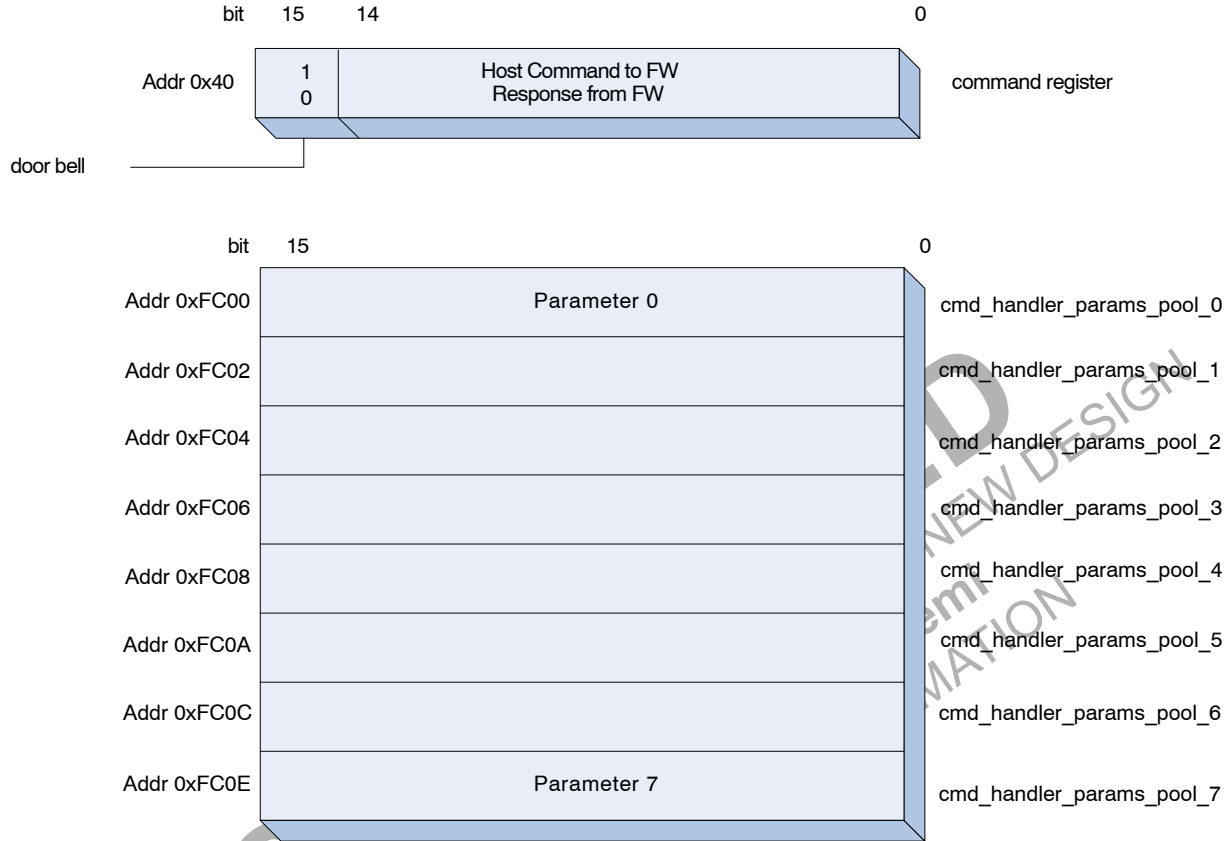 bit 15 14 0
Addr 0x40 1 Host Command to FW command register
0 Response from FW
door bell
bit 15 0
Addr 0xFC00 Parameter 0 cmd_handler_params_pool_0
Addr 0xFC02 cmd_handler_params_pool_1
Addr 0xFC04 cmd_handler_params_pool_2
Addr 0xFC06 cmd_handler_params_pool_3
Addr 0xFC08 cmd_handler_params_pool_4
Addr 0xFC0A cmd_handler_params_pool_5
Addr 0xFC0C cmd_handler_params_pool_6
Addr 0xFC0E Parameter 7 cmd_handler_params_pool_7
NEW DESIGN